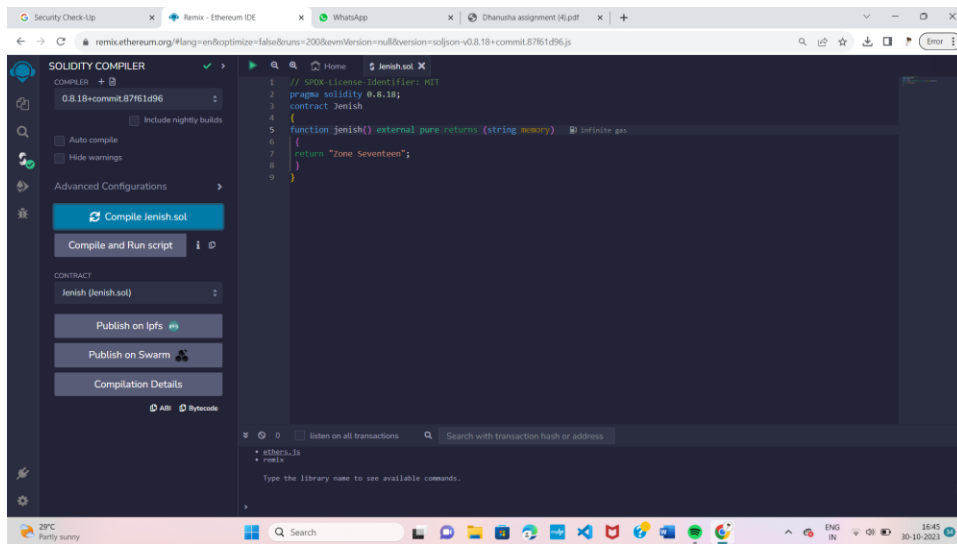 Security Check-Up
Remix - Ethereum IDE
WhatsApp
Dhanusha assignment (4).pdf
remix.ethereum.org/#lang=en&optimize=false&runs=200&evmVersion=null&version=soljson-v0.8.18+commit.87f61d96.js
Error
SOLIDITY COMPILER
COMPILER
0.8.18+commit.87f61d96
Include nightly builds
Auto compile
Hide warnings
Advanced Configurations
Compile Jenish.sol
Compile and Run script
CONTRACT
Jenish (Jenish.sol)
Publish on Ipfs
Publish on Swarm
Compilation Details
ABI Bytecode
Home Jenish.sol
1 // SPDX-License-Identifier: MIT
2 pragma solidity 0.8.18;
3 contract Jenish
4 {
5 function jenish() external pure returns (string memory) infinite gas
6 {
7 return "Zone Seventeen";
8 }
9 }
0 listen on all transactions Search with transaction hash or address
ethers.js
remix
Type the library name to see available commands.
>
29°C
Partly sunny
Search
ENG
IN
16:45
30-10-2023